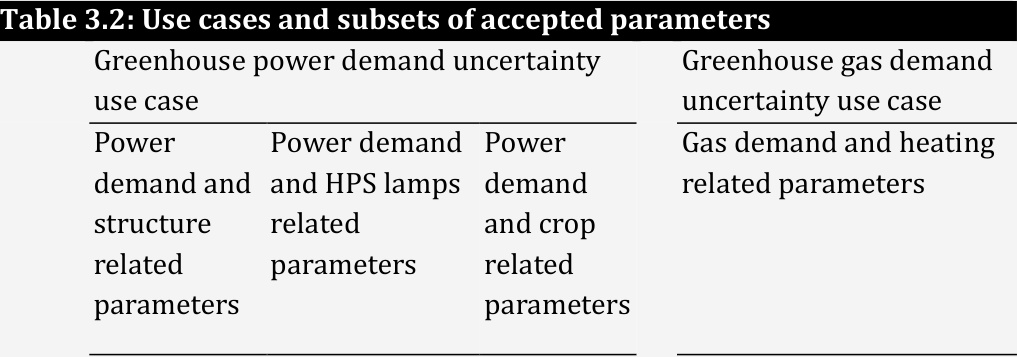 Table 3.2: Use cases and subsets of accepted parameters
Greenhouse power demand uncertainty
use case
Greenhouse gas demand
uncertainty use case
Power
demand and
structure
related
parameters
Power demand
and HPS lamps
related
parameters
Power
demand
and crop
related
parameters
Gas demand and heating
related parameters